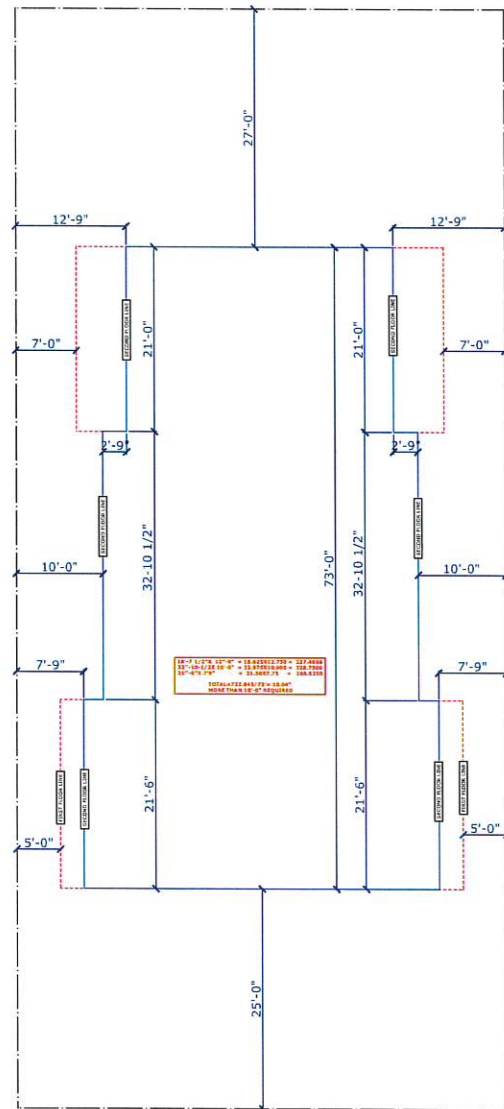 27'-0"
12'-9"
12'-9"
SECOND FLOOR LINE
21'-0"
21'-0"
SECOND FLOOR LINE
7'-0"
7'-0"
2'-9"
2'-9"
SECOND FLOOR LINE
32-10 1/2"
73'-0"
32-10 1/2"
SECOND FLOOR LINE
10'-0"
10'-0"
7'-9"
7'-9"
MORE THAN 10'-0" REQUIRED
FIRST FLOOR LINE
SECOND FLOOR LINE
21'-6"
21'-6"
SECOND FLOOR LINE
FIRST FLOOR LINE
5'-0"
5'-0"
25'-0"